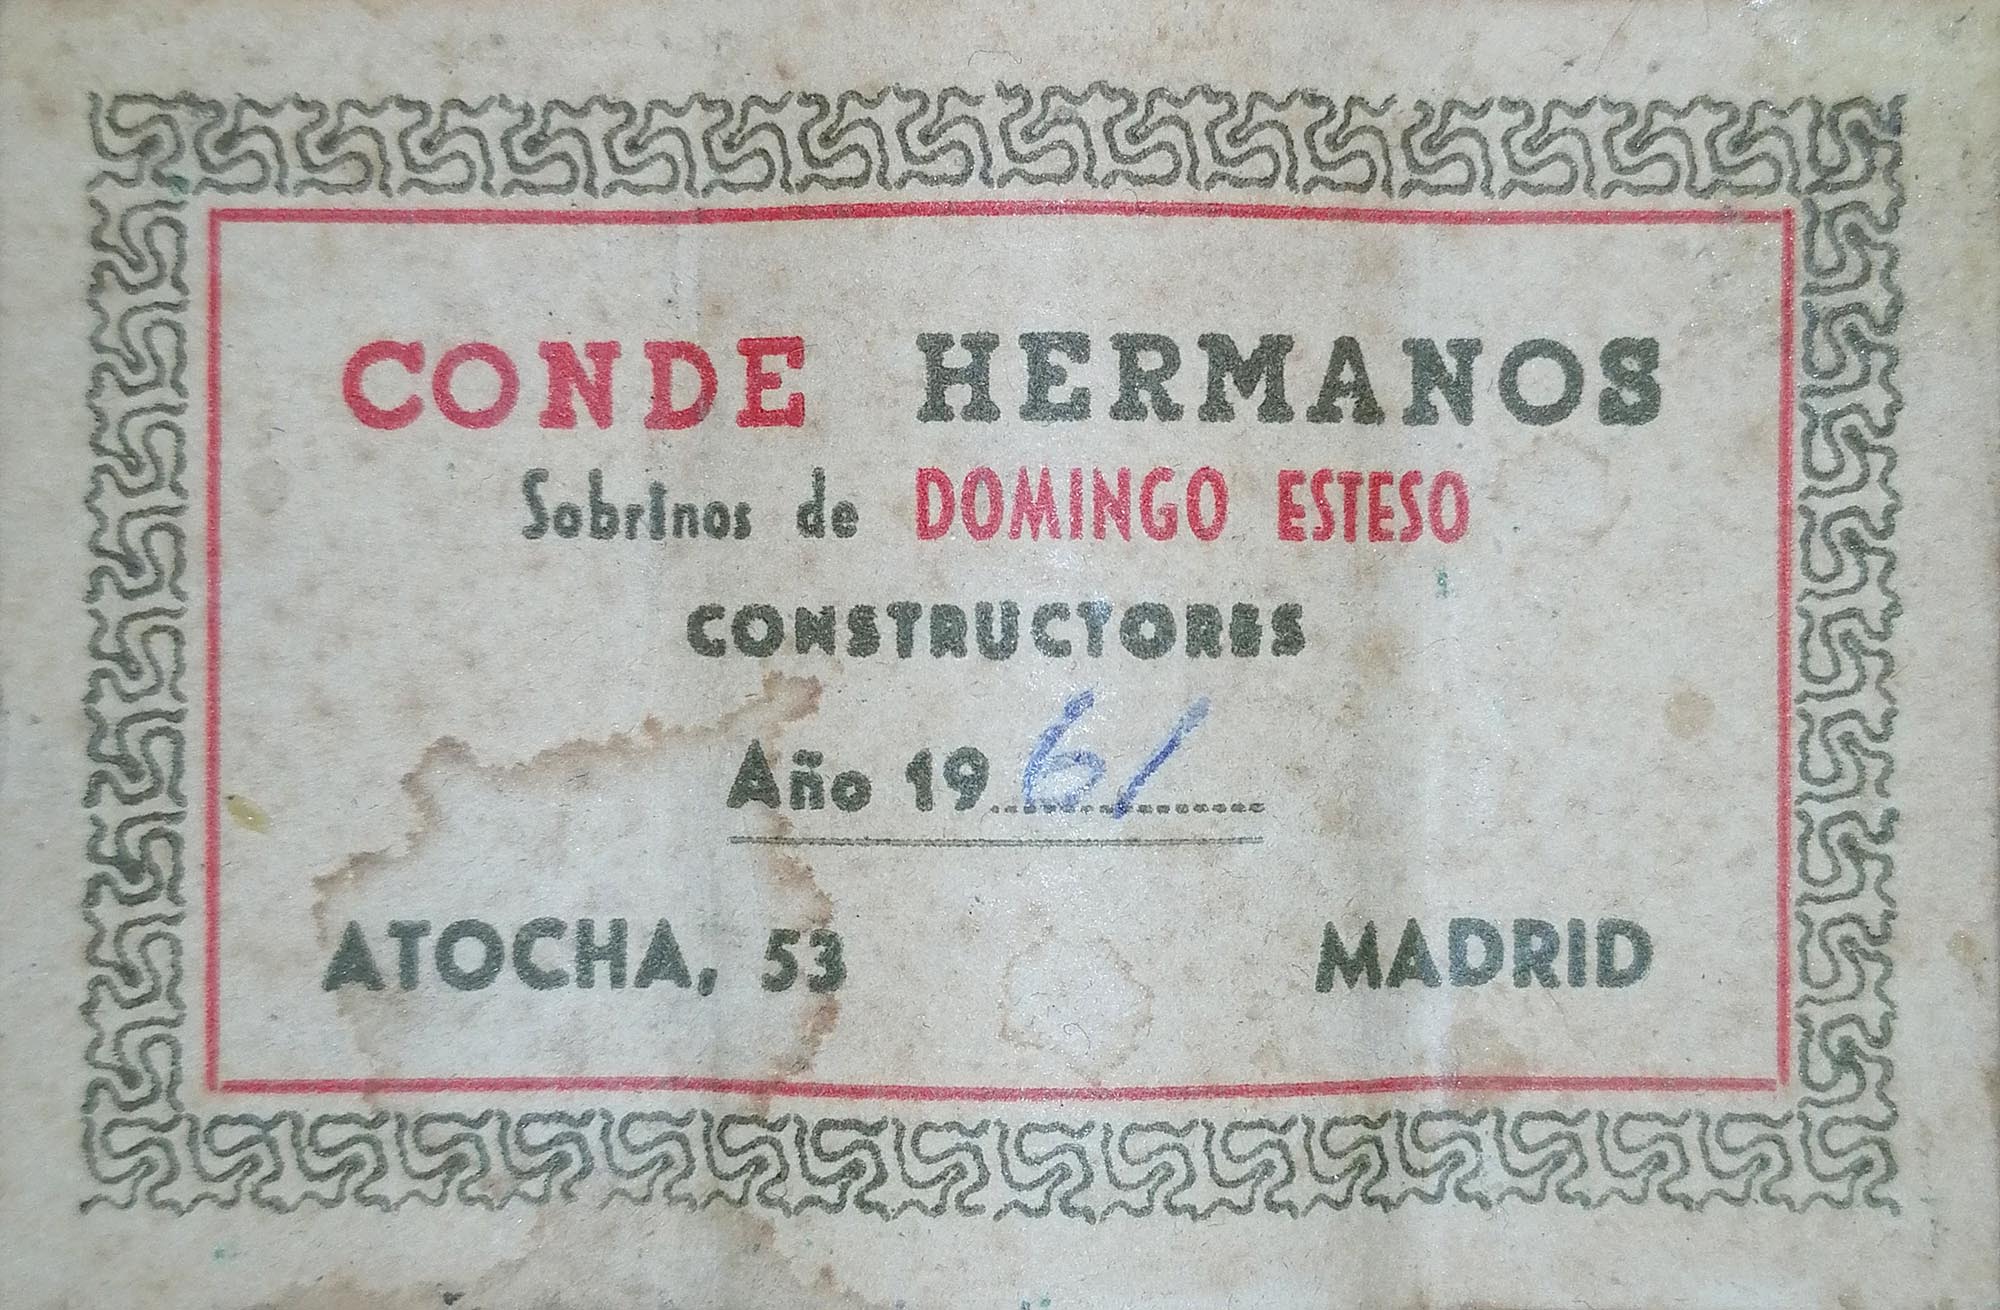 CONDE HERMANOS
Sobrinos de DOMINGO ESTESO
CONSTRUCTORES
Año 1961
ATOCHA, 53 MADRID